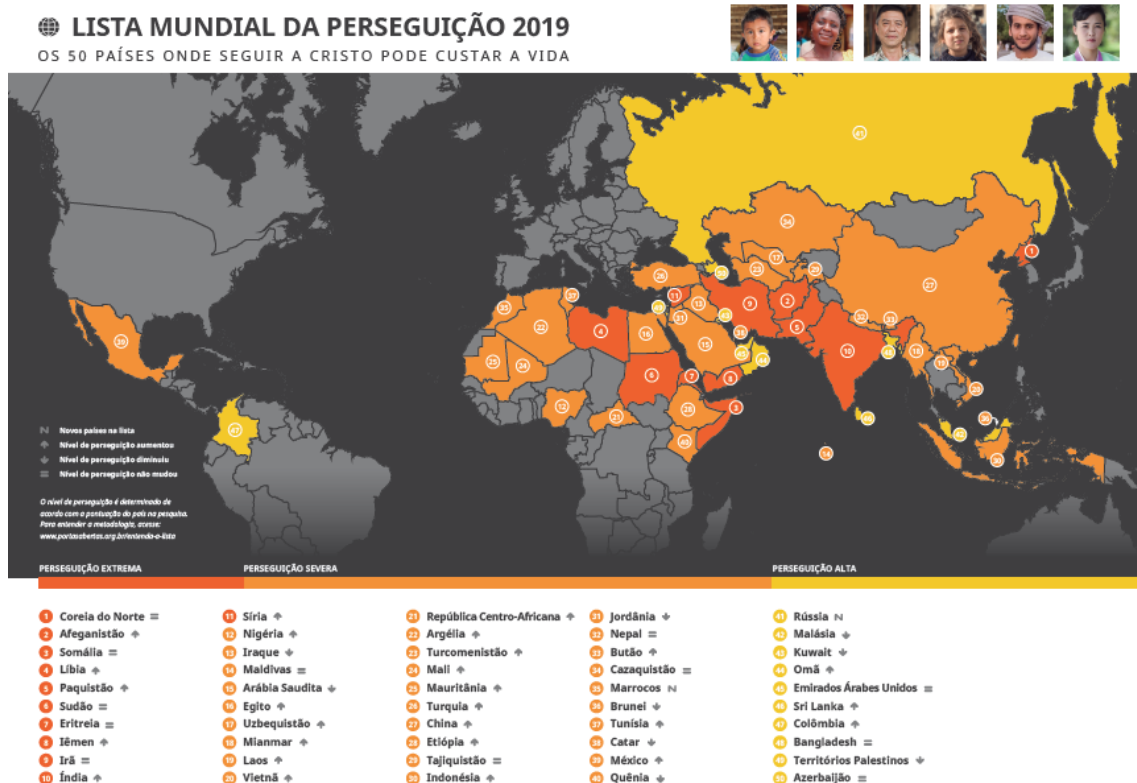 LISTA MUNDIAL DA PERSEGUIÇÃO 2019
OS 50 PAÍSES ONDE SEGUIR A CRISTO PODE CUSTAR A VIDA
N Novos países na lista
Nível de perseguição aumentou
Nível de perseguição diminuiu
Nível de perseguição não mudou
O nível de perseguição é determinado de
acordo com a pontuação do país na pesquisa.
Para entender a metodologia, acesse:
www.portasabertas.org.br/entenda-a-lista
PERSEGUIÇÃO EXTREMA
PERSEGUIÇÃO SEVERA
PERSEGUIÇÃO ALTA
1 Coreia do Norte =
2 Afeganistão
3 Somália =
4 Líbia
5 Paquistão
6 Sudão =
7 Eritreia =
8 Iêmen
9 Irã =
10 Índia
11 Síria
12 Nigéria
13 Iraque
14 Maldivas =
15 Arábia Saudita
16 Egito
17 Uzbequistão
18 Mianmar
19 Laos
20 Vietnã
21 República Centro-Africana
22 Argélia
23 Turcomenistão
24 Mali
25 Mauritânia
26 Turquia
27 China
28 Etiópia
29 Tajiquistão =
30 Indonésia
31 Jordânia
32 Nepal =
33 Butão
34 Cazaquistão =
35 Marrocos N
36 Brunei
37 Tunísia
38 Catar
39 México
40 Quênia
41 Rússia N
42 Malásia
43 Kuwait
44 Omã
45 Emirados Árabes Unidos =
46 Sri Lanka
47 Colômbia
48 Bangladesh =
49 Territórios Palestinos
50 Azerbaijão =